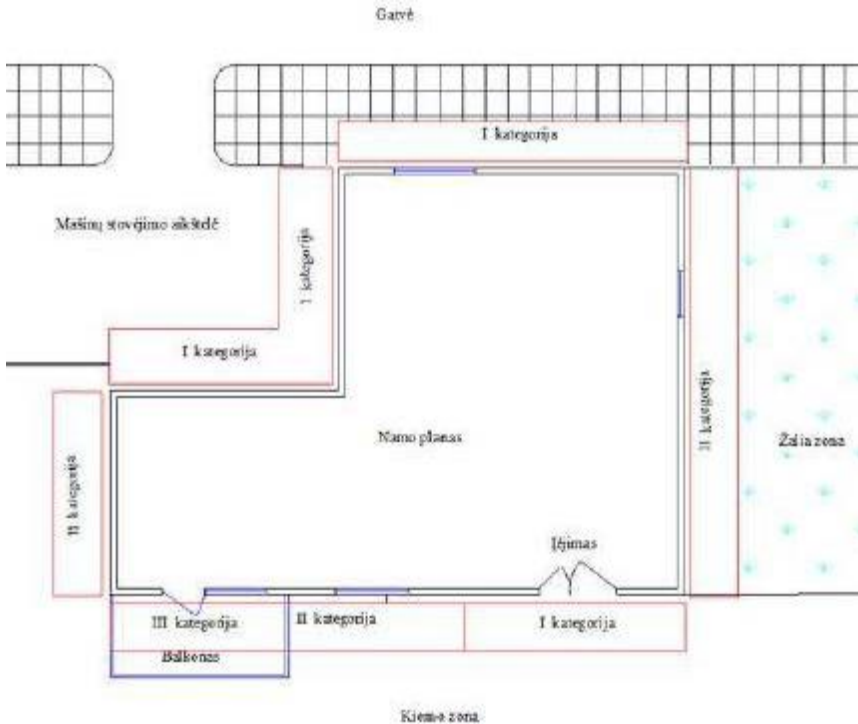 Gatvė
I kategorija
Mašinų stovėjimo aikštelė
I kategorija
I kategorija
Namo planas
II kategorija
Žalia zona
II kategorija
Įėjimas
III kategorija
II kategorija
I kategorija
Balkonas
Kiemo zona